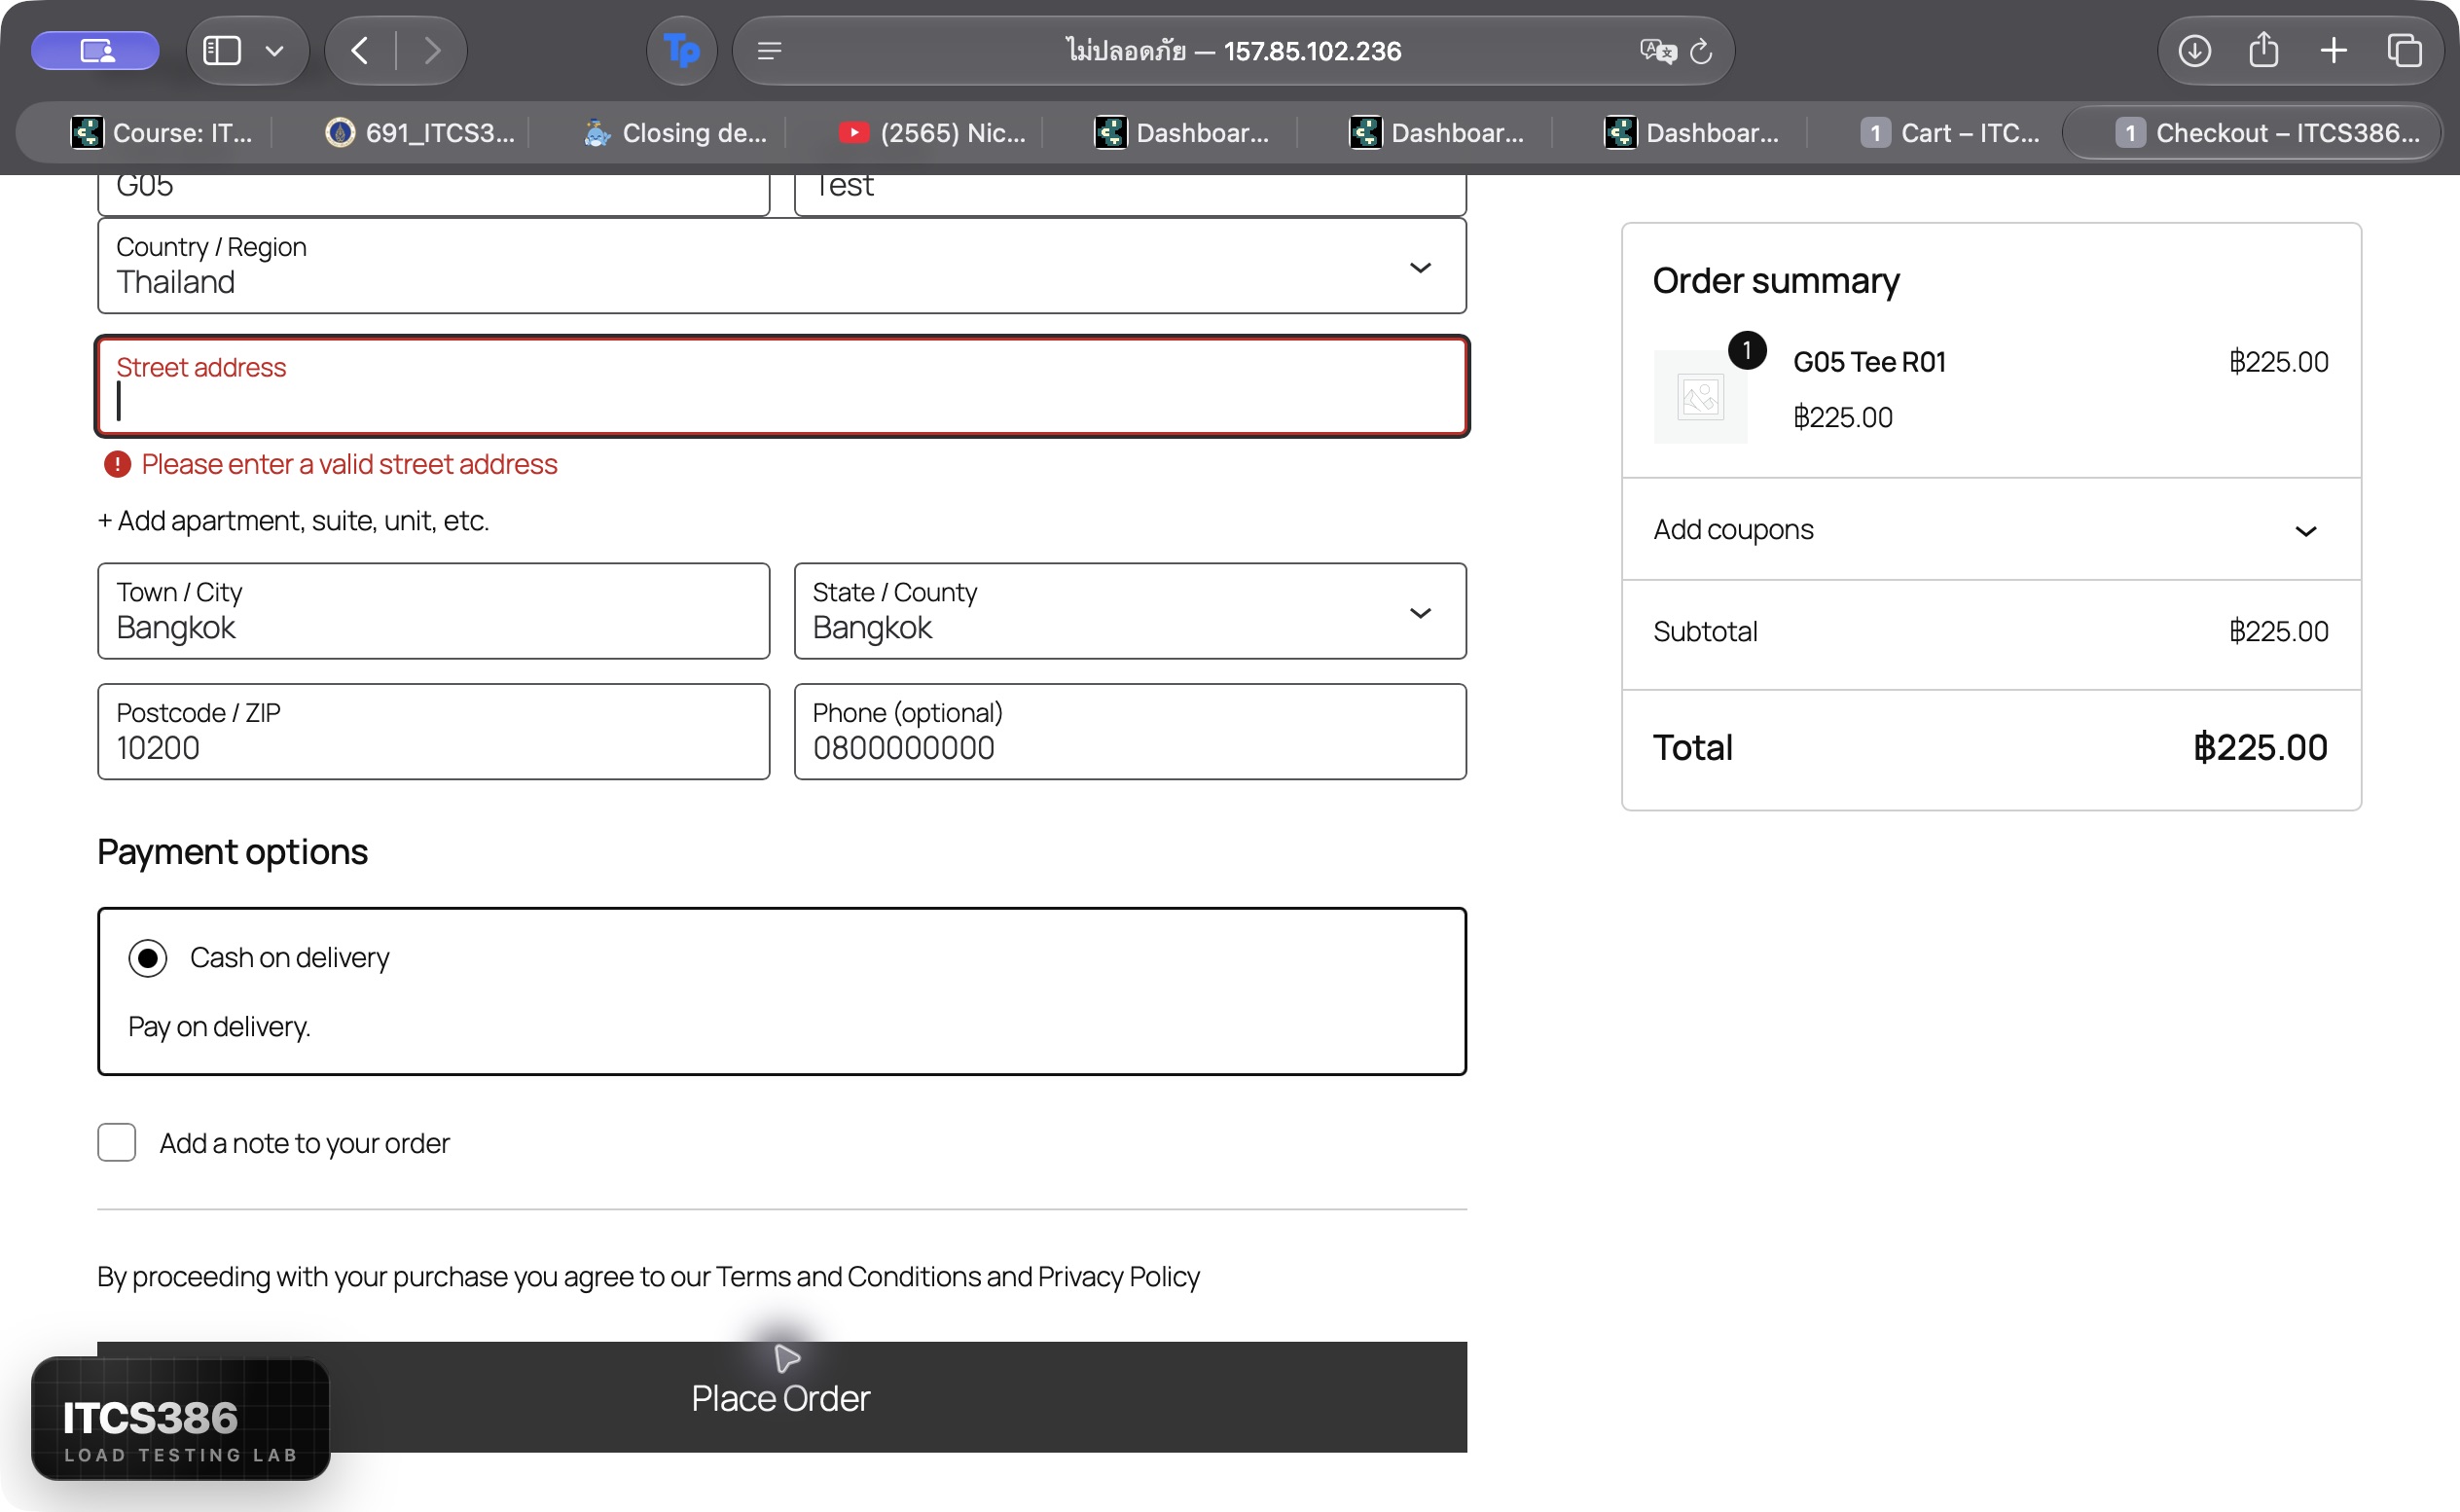 ไม่ปลอดภัย — 157.85.102.236
Course: IT...
691_ITCS3...
Closing de...
(2565) Nic...
Dashboar...
Dashboar...
Dashboar...
1 Cart – ITC...
1 Checkout – ITCS386...
G05
Test
Country / Region
Thailand
Street address
Please enter a valid street address
+ Add apartment, suite, unit, etc.
Town / City
Bangkok
State / County
Bangkok
Postcode / ZIP
10200
Phone (optional)
0800000000
Payment options
Cash on delivery
Pay on delivery.
Add a note to your order
By proceeding with your purchase you agree to our Terms and Conditions and Privacy Policy
Place Order
ITCS386
LOAD TESTING LAB
Order summary
1
G05 Tee R01
฿225.00
฿225.00
Add coupons
Subtotal
฿225.00
Total
฿225.00